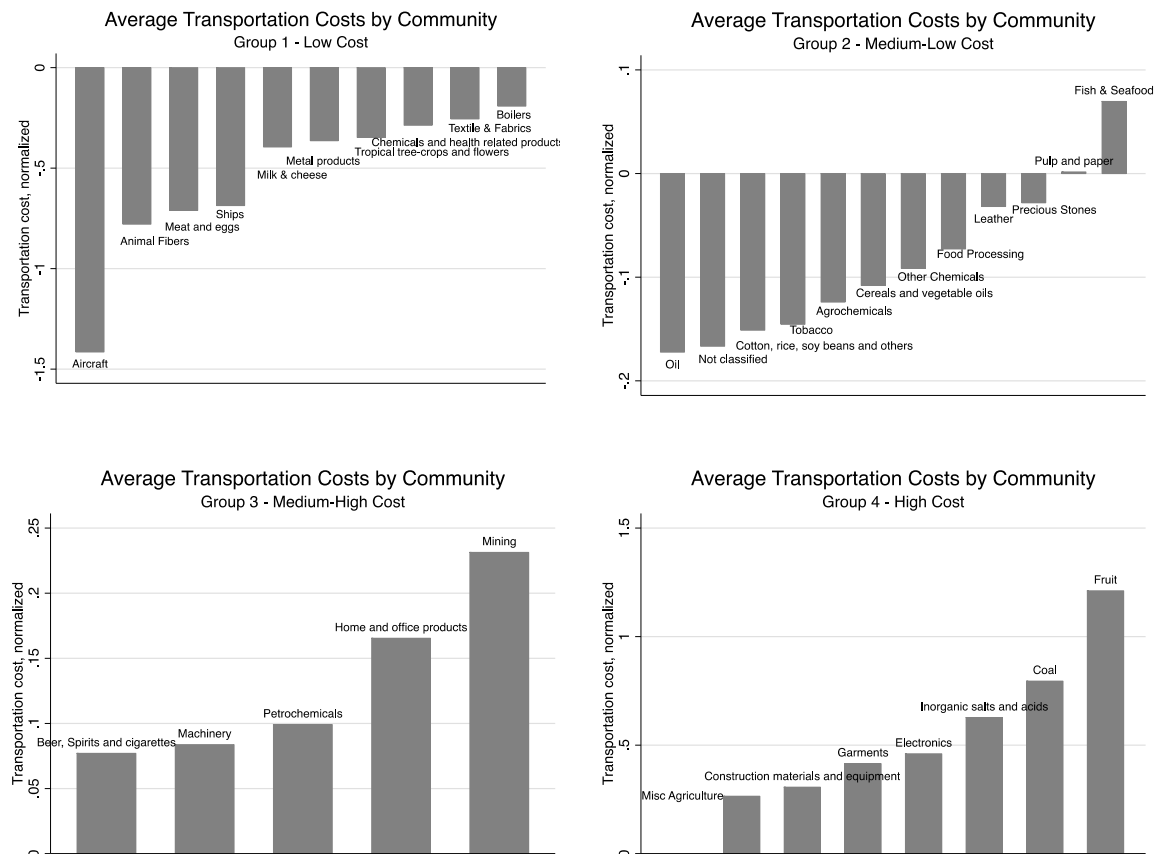 Average Transportation Costs by Community
Group 1 - Low Cost
Transportation cost, normalized
0
-.5
-1
-1.5
Aircraft
Animal Fibers
Meat and eggs
Ships
Milk & cheese
Metal products
Tropical tree-crops and flowers
Chemicals and health related products
Textile & Fabrics
Boilers
Average Transportation Costs by Community
Group 2 - Medium-Low Cost
Transportation cost, normalized
.1
0
-.1
-.2
Oil
Not classified
Cotton, rice, soy beans and others
Tobacco
Agrochemicals
Cereals and vegetable oils
Other Chemicals
Food Processing
Leather
Precious Stones
Pulp and paper
Fish & Seafood
Average Transportation Costs by Community
Group 3 - Medium-High Cost
Transportation cost, normalized
.25
.2
.15
.1
.05
0
Beer, Spirits and cigarettes
Machinery
Petrochemicals
Home and office products
Mining
Average Transportation Costs by Community
Group 4 - High Cost
Transportation cost, normalized
1.5
1
.5
0
Misc Agriculture
Construction materials and equipment
Garments
Electronics
Inorganic salts and acids
Coal
Fruit